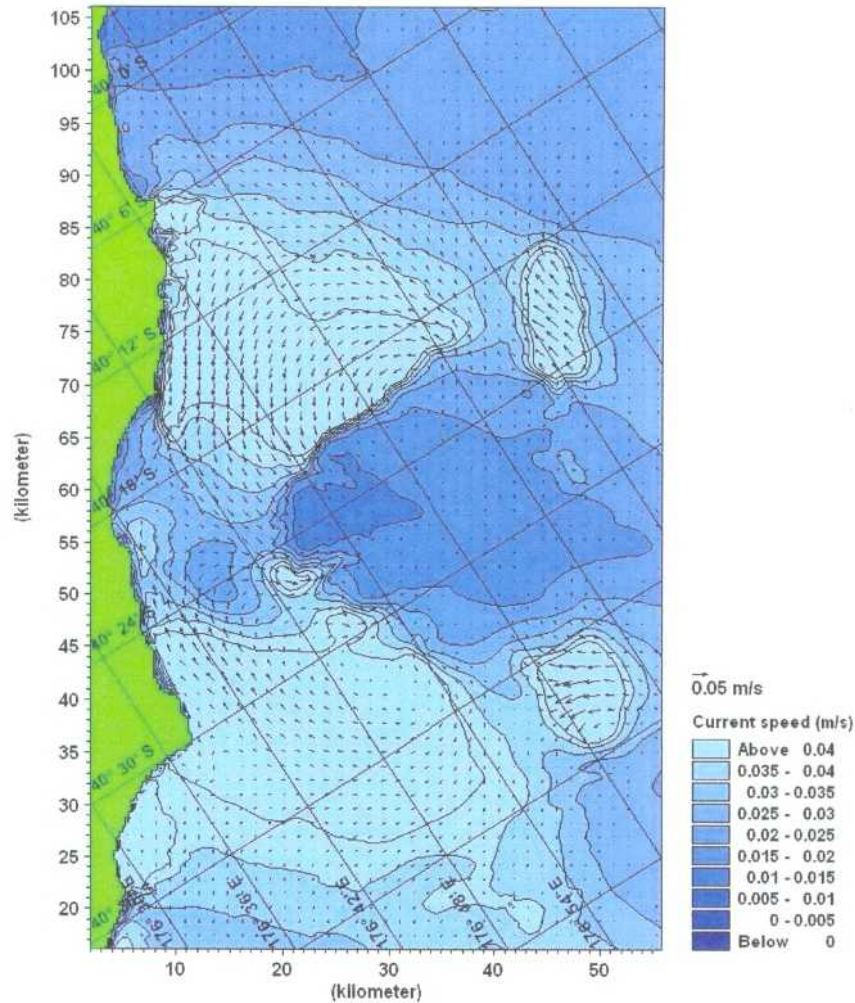 105
100
95
90
85
80
75
70
65
60
55
50
45
40
35
30
25
20
(kilometer)
10
20
30
40
50
(kilometer)
40° 6' S
40° 12' S
40° 18' S
40° 24' S
40° 30' S
176° 36'E
176° 42'E
176° 48'E
176° 54'E
0.05 m/s
Current speed (m/s)
Above 0.04
0.035 - 0.04
0.03 - 0.035
0.025 - 0.03
0.02 - 0.025
0.015 - 0.02
0.01 - 0.015
0.005 - 0.01
0 - 0.005
Below 0